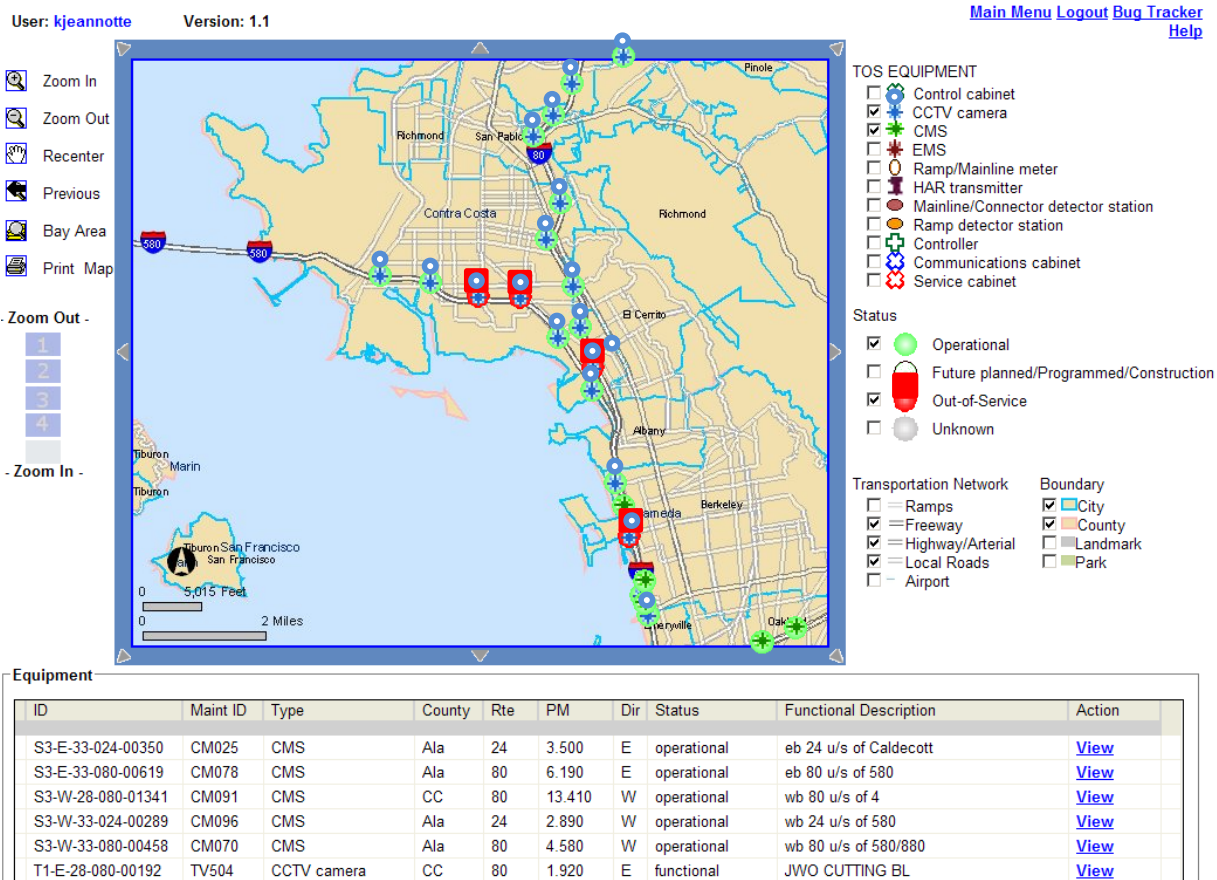 User: kjeannotte Version: 1.1 Main Menu Logout Bug Tracker
Help
Zoom In
Zoom Out
Recenter
Previous
Bay Area
Print Map
- Zoom Out -
1
2
3
4
- Zoom In -
Pinole
Richmond
San Pablo
80
Contra Costa
Richmond
580
580
El Cerrito
Albany
Tiburon
Marin
Tiburon
Berkeley
ameda
Tiburon San Francisco
San Francisco
0 5,015 Feet
0 2 Miles
eryville
TOS EQUIPMENT
Control cabinet
CCTV camera
CMS
EMS
Ramp/Mainline meter
HAR transmitter
Mainline/Connector detector station
Ramp detector station
Controller
Communications cabinet
Service cabinet
Status
Operational
Future planned/Programmed/Construction
Out-of-Service
Unknown
Transportation Network
Ramps
Freeway
Highway/Arterial
Local Roads
Airport
Boundary
City
County
Landmark
Park
Equipment
ID Maint ID Type County Rte PM Dir Status Functional Description Action
S3-E-33-024-00350 CM025 CMS Ala 24 3.500 E operational eb 24 u/s of Caldecott View
S3-E-33-080-00619 CM078 CMS Ala 80 6.190 E operational eb 80 u/s of 580 View
S3-W-28-080-01341 CM091 CMS CC 80 13.410 W operational wb 80 u/s of 4 View
S3-W-33-024-00289 CM096 CMS Ala 24 2.890 W operational wb 24 u/s of 580 View
S3-W-33-080-00458 CM070 CMS Ala 80 4.580 W operational wb 80 u/s of 580/880 View
T1-E-28-080-00192 TV504 CCTV camera CC 80 1.920 E functional JWO CUTTING BL View